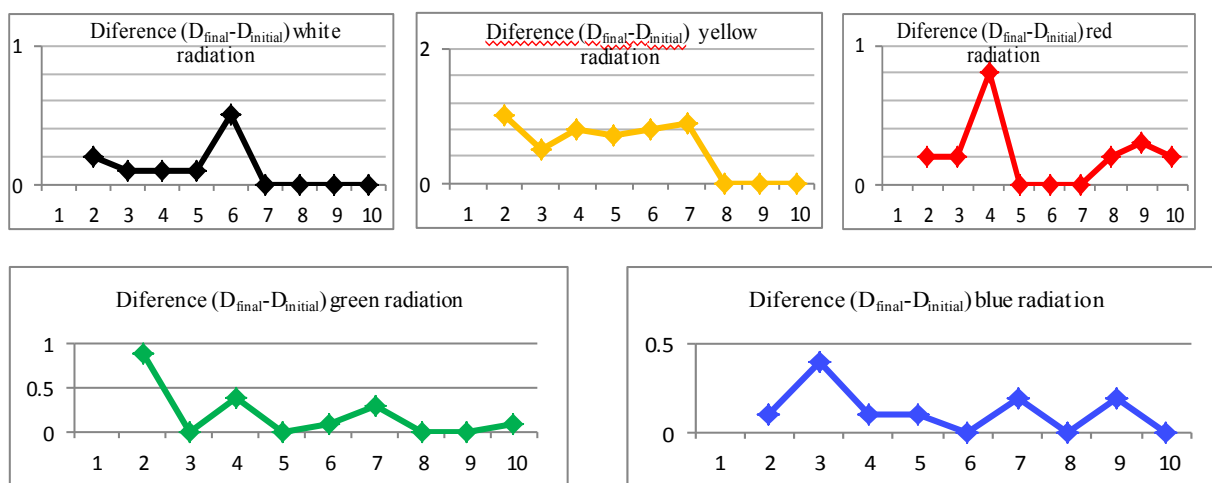 Diference (Dfinal-Dinitial) white
radiation
1
0
1 2 3 4 5 6 7 8 9 10
Diference (Dfinal-Dinitial) yellow
radiation
2
0
1 2 3 4 5 6 7 8 9 10
Diference (Dfinal-Dinitial) red
radiation
1
0
1 2 3 4 5 6 7 8 9 10
Diference (Dfinal-Dinitial) green radiation
1
0.5
0
1 2 3 4 5 6 7 8 9 10
Diference (Dfinal-Dinitial) blue radiation
0.5
0
1 2 3 4 5 6 7 8 9 10